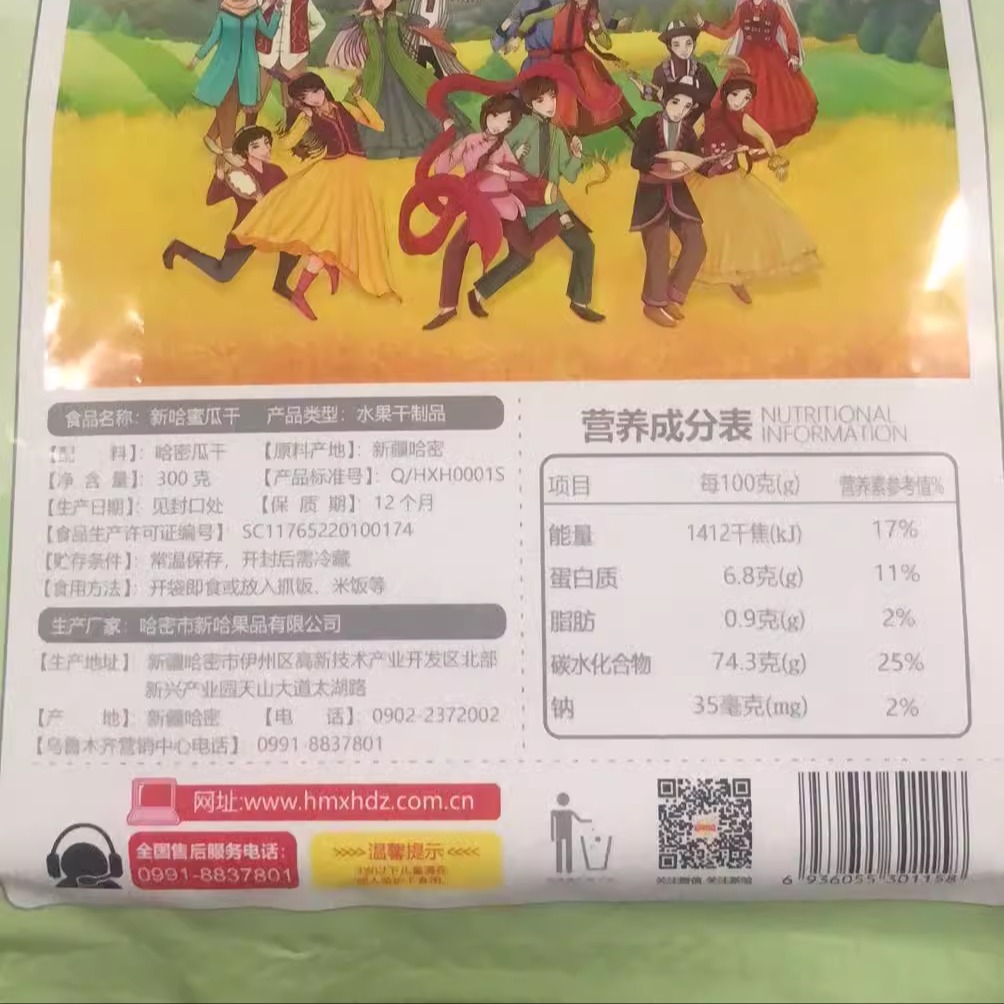 食品名称：新哈蜜瓜干 产品类型：水果干制品
【配 料】：哈密瓜干 【原料产地】：新疆哈密
【净 含 量】：300 克 【产品标准号】：Q/HXH0001S
【生产日期】：见封口处 【保 质 期】：12 个月
【食品生产许可证编号】 SC11765220100174
【贮存条件】：常温保存，开封后需冷藏
【食用方法】：开袋即食或放入抓饭、米饭等
生产厂家：哈密市新哈果品有限公司
【生产地址】 新疆哈密市伊州区高新技术产业开发区北部
新兴产业园天山大道太湖路
【产 地】：新疆哈密 【电 话】：0902-2372002
【乌鲁木齐营销中心电话】 0991-8837801
营养成分表 NUTRITIONAL
INFORMATION
项目 每100克(g) 营养素参考值%
能量 1412千焦(kJ) 17%
蛋白质 6.8克(g) 11%
脂肪 0.9克(g) 2%
碳水化合物 74.3克(g) 25%
钠 35毫克(mg) 2%
网址:www.hmxhdz.com.cn
全国售后服务电话：
0991-8837801
>>>>温馨提示<<<<
6 936055 301158